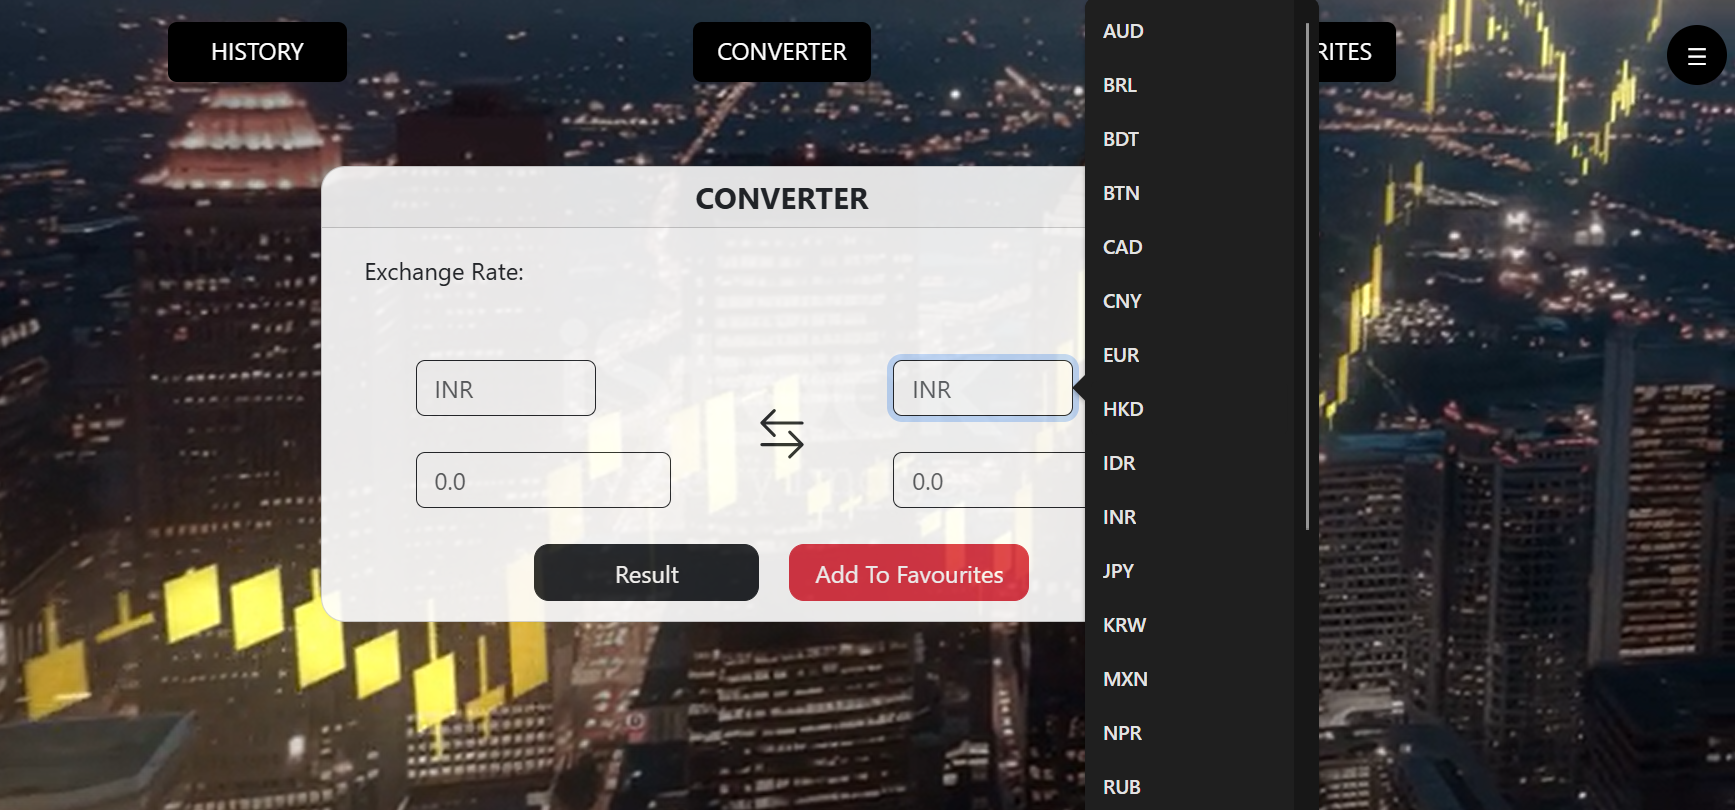 HISTORY
CONVERTER
RITES
CONVERTER
Exchange Rate:
INR
INR
0.0
0.0
Result
Add To Favourites
AUD
BRL
BDT
BTN
CAD
CNY
EUR
HKD
IDR
INR
JPY
KRW
MXN
NPR
RUB